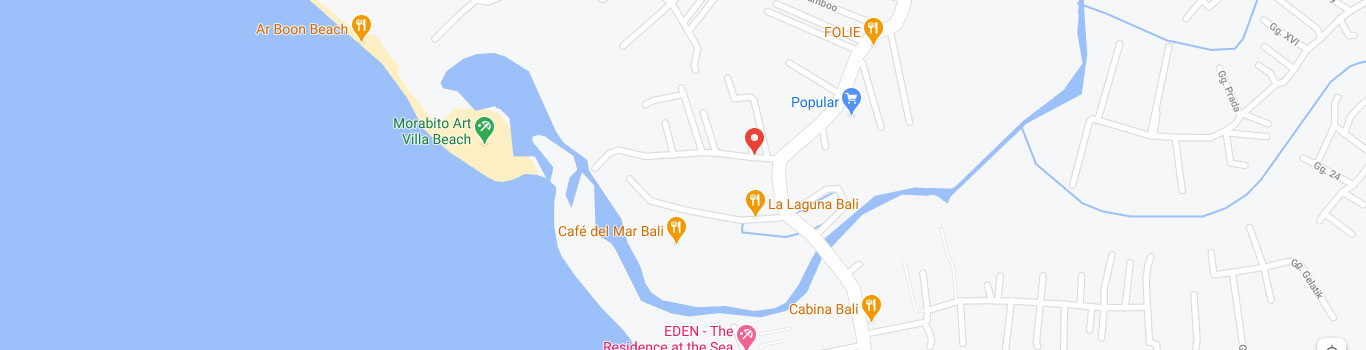 amboo
Ar Boon Beach
FOLIE
Gg. XVI
Gg. Prada
Popular
Morabito Art
Villa Beach
Gg. 24
La Laguna Bali
Café del Mar Bali
Gg. Gelatik
Cabina Bali
EDEN - The
Residence at the Sea